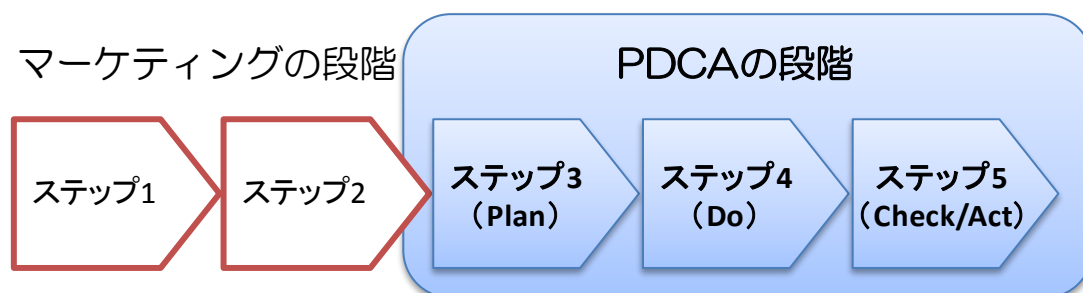 マーケティングの段階
PDCAの段階
ステップ1
ステップ2
ステップ3
（Plan）
ステップ4
（Do）
ステップ5
（Check/Act）